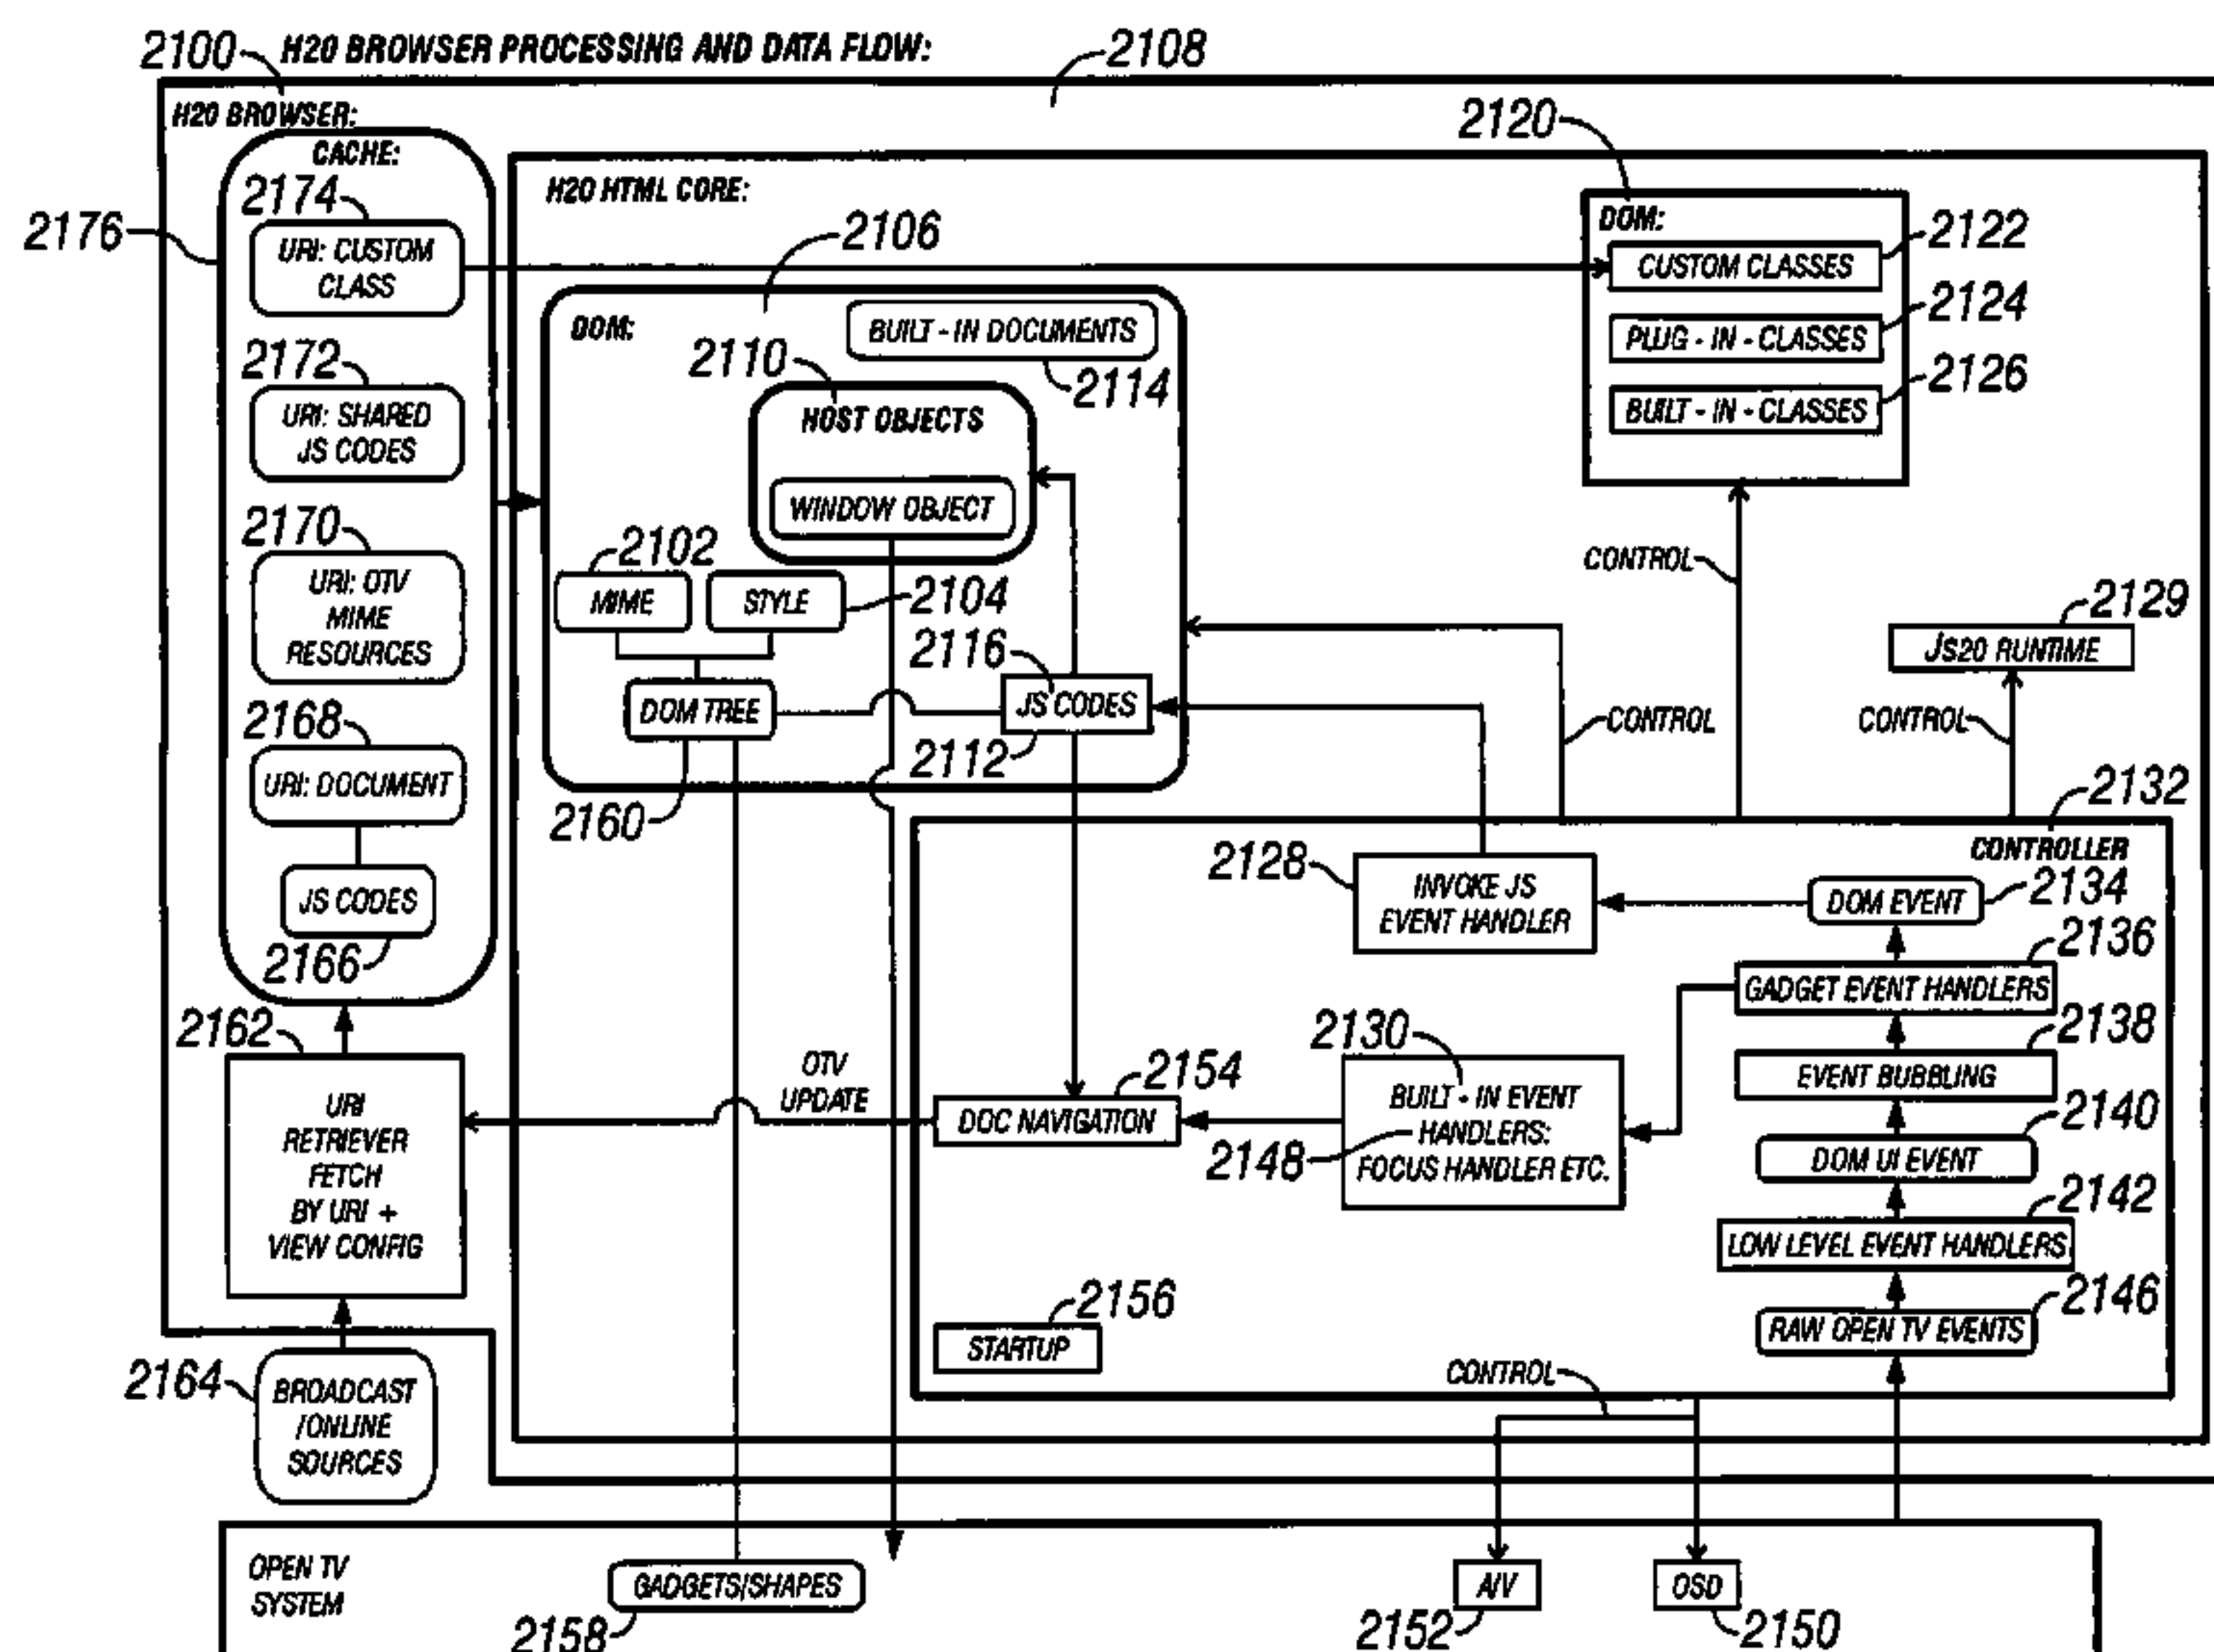 2100
H20 BROWSER PROCESSING AND DATA FLOW:
2108
H20 BROWSER:
CACHE:
2174
2176
URI: CUSTOM
CLASS
2172
URI: SHARED
JS CODES
2170
URI: OTV
MIME
RESOURCES
2168
URI: DOCUMENT
JS CODES
2166
2162
URI
RETRIEVER
FETCH
BY URI +
VIEW CONFIG
2164
BROADCAST
/ONLINE
SOURCES
H20 HTML CORE:
2106
DOM:
BUILT - IN DOCUMENTS
2114
2110
HOST OBJECTS
WINDOW OBJECT
2102
MIME
STYLE
2104
2116
DOM TREE
JS CODES
2112
2160
2120
DOM:
CUSTOM CLASSES
2122
PLUG - IN - CLASSES
2124
BUILT - IN - CLASSES
2126
CONTROL
2129
JS20 RUNTIME
CONTROL
CONTROL
2132
CONTROLLER
2128
INVOKE JS
EVENT HANDLER
DOM EVENT
2134
2136
GADGET EVENT HANDLERS
2138
EVENT BUBBLING
2140
DOM UI EVENT
2142
LOW LEVEL EVENT HANDLERS
2146
RAW OPEN TV EVENTS
2130
BUILT - IN EVENT
HANDLERS:
2148
FOCUS HANDLER ETC.
2154
DOC NAVIGATION
OTV
UPDATE
2156
STARTUP
CONTROL
OPEN TV
SYSTEM
GADGETS/SHAPES
2158
A/V
2152
OSD
2150